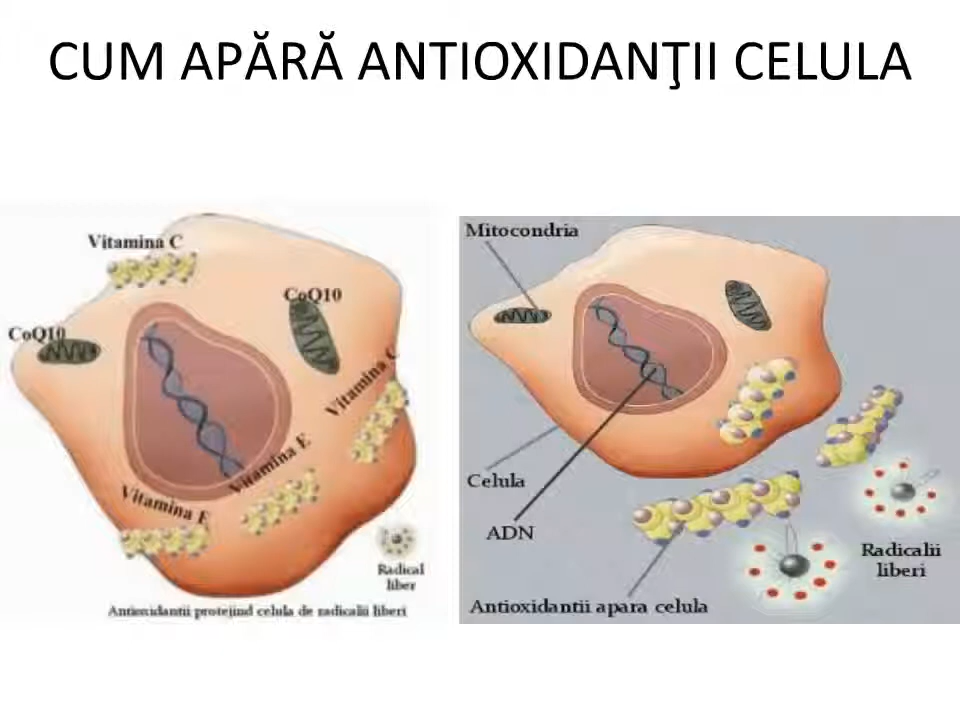 CUM APĂRĂ ANTIOXIDANŢII CELULA
Vitamina C
CoQ10
CoQ10
Vitamina C
Vitamina E
Vitamina E
Radical
liber
Antioxidantii protejind celula de radicalii liberi
Mitocondria
Celula
ADN
Radicalii
liberi
Antioxidantii apara celula